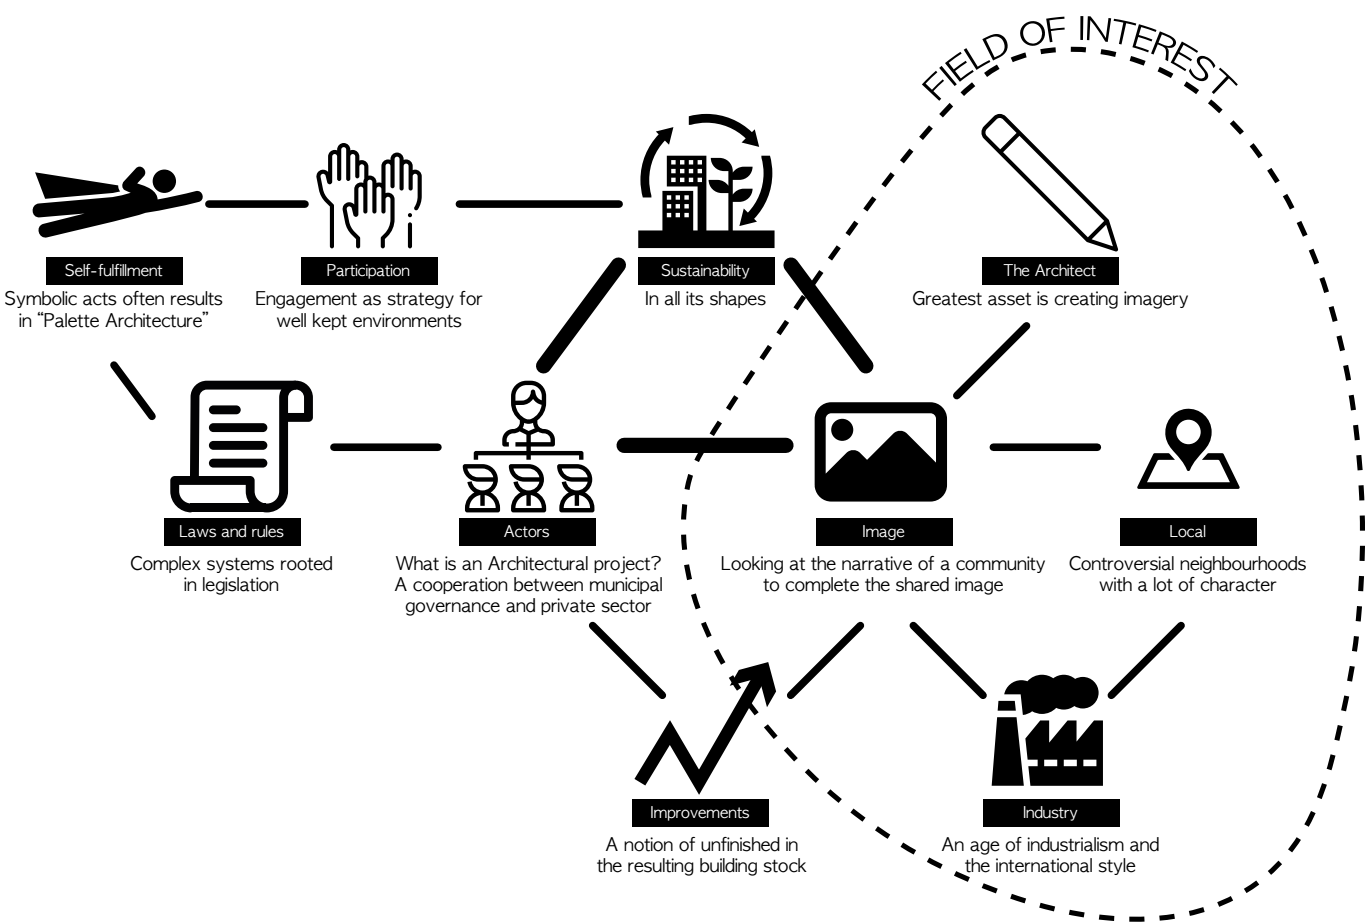 FIELD OF INTEREST
Self-fulfillment
Symbolic acts often results
in “Palette Architecture”
Participation
Engagement as strategy for
well kept environments
Sustainability
In all its shapes
The Architect
Greatest asset is creating imagery
Laws and rules
Complex systems rooted
in legislation
Actors
What is an Architectural project?
A cooperation between municipal
governance and private sector
Image
Looking at the narrative of a community
to complete the shared image
Local
Controversial neighbourhoods
with a lot of character
Improvements
A notion of unfinished in
the resulting building stock
Industry
An age of industrialism and
the international style